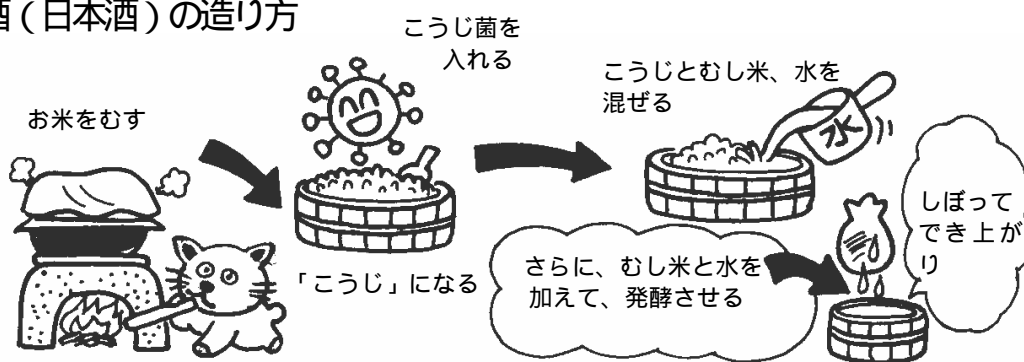 酒（日本酒）の造り方
お米をむす
こうじ菌を
入れる
「こうじ」になる
こうじとむし米、水を
混ぜる
水
さらに、むし米と水を
加えて、発酵させる
しぼって
でき上が
り